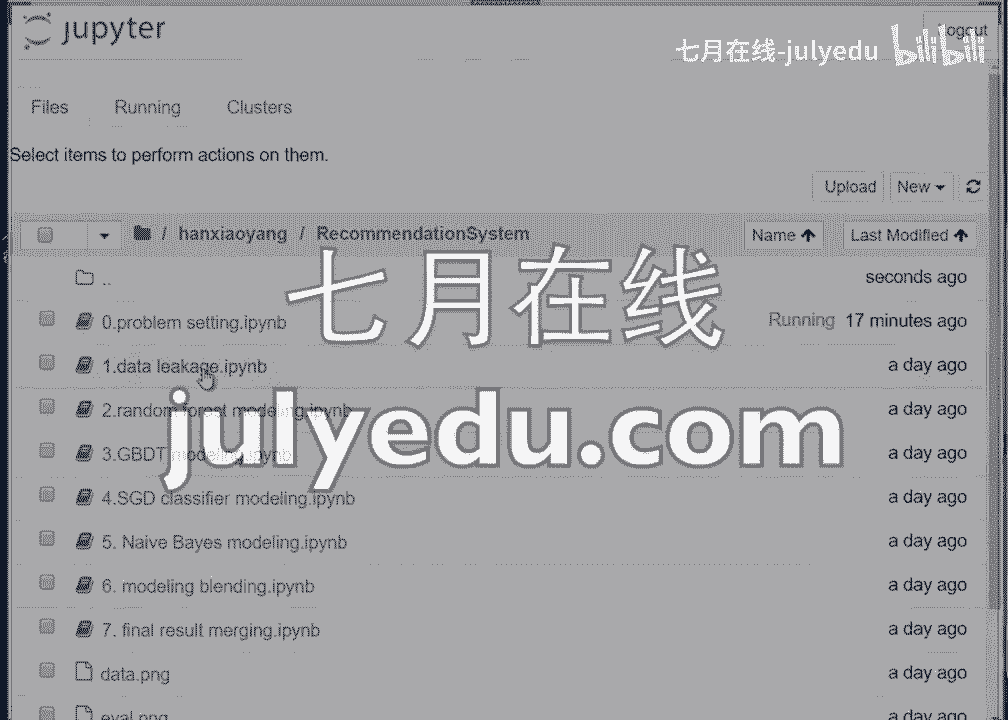 jupyter
Logout
七月在线-julyedu bilibili
Files Running Clusters
Select items to perform actions on them.
Upload New
/ hanxiaoyang / RecommendationSystem Name Last Modified
.. seconds ago
七月在线
0.problem setting.ipynb Running 17 minutes ago
1.data leakage.ipynb a day ago
julyedu.com
2.random forest modeling.ipynb a day ago
3.GBDT modeling.ipynb a day ago
4.SGD classifier modeling.ipynb a day ago
5. Naive Bayes modeling.ipynb a day ago
6. modeling blending.ipynb a day ago
7. final result merging.ipynb a day ago
data.png a day ago
eval.png a day ago